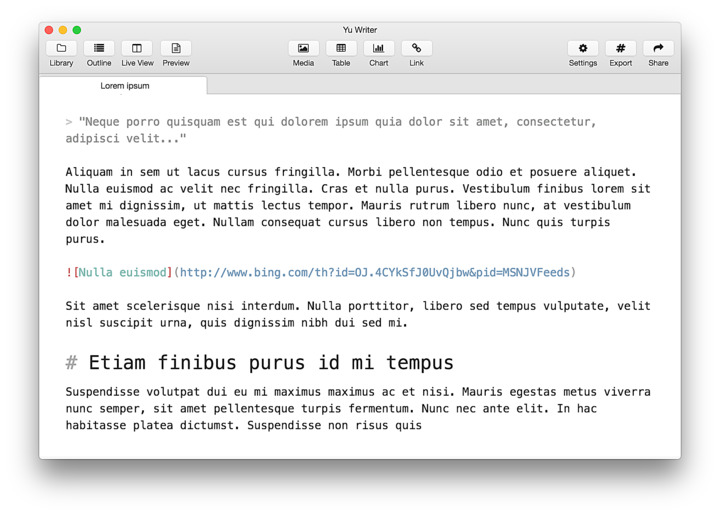 Yu Writer
Library Outline Live View Preview Media Table Chart Link Settings Export Share
Lorem ipsum
> "Neque porro quisquam est qui dolorem ipsum quia dolor sit amet, consectetur,
adipisci velit..."
Aliquam in sem ut lacus cursus fringilla. Morbi pellentesque odio et posuere aliquet.
Nulla euismod ac velit nec fringilla. Cras et nulla purus. Vestibulum finibus lorem sit
amet mi dignissim, ut mattis lectus tempor. Mauris rutrum libero nunc, at vestibulum
dolor malesuada eget. Nullam consequat cursus libero non tempus. Nunc quis turpis
purus.
![Nulla euismod](http://www.bing.com/th?id=OJ.4CYkSfJ0UvQjbw&pid=MSNJVFeeds)
Sit amet scelerisque nisi interdum. Nulla porttitor, libero sed tempus vulputate, velit
nisl suscipit urna, quis dignissim nibh dui sed mi.
# Etiam finibus purus id mi tempus
Suspendisse volutpat dui eu mi maximus maximus ac et nisi. Mauris egestas metus viverra
nunc semper, sit amet pellentesque turpis fermentum. Nunc nec ante elit. In hac
habitasse platea dictumst. Suspendisse non risus quis